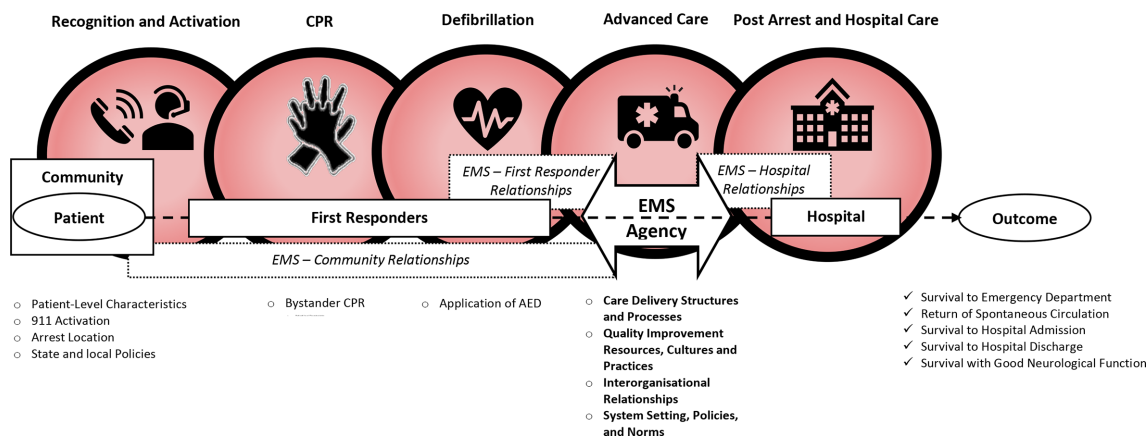 Recognition and Activation
CPR
Defibrillation
Advanced Care
Post Arrest and Hospital Care
Community
Patient
First Responders
EMS – First Responder
Relationships
EMS
Agency
EMS – Hospital
Relationships
Hospital
Outcome
EMS – Community Relationships
Patient-Level Characteristics
911 Activation
Arrest Location
State and local Policies
Bystander CPR
Application of AED
Care Delivery Structures
and Processes
Quality Improvement
Resources, Cultures and
Practices
Interorganisational
Relationships
System Setting, Policies,
and Norms
Survival to Emergency Department
Return of Spontaneous Circulation
Survival to Hospital Admission
Survival to Hospital Discharge
Survival with Good Neurological Function